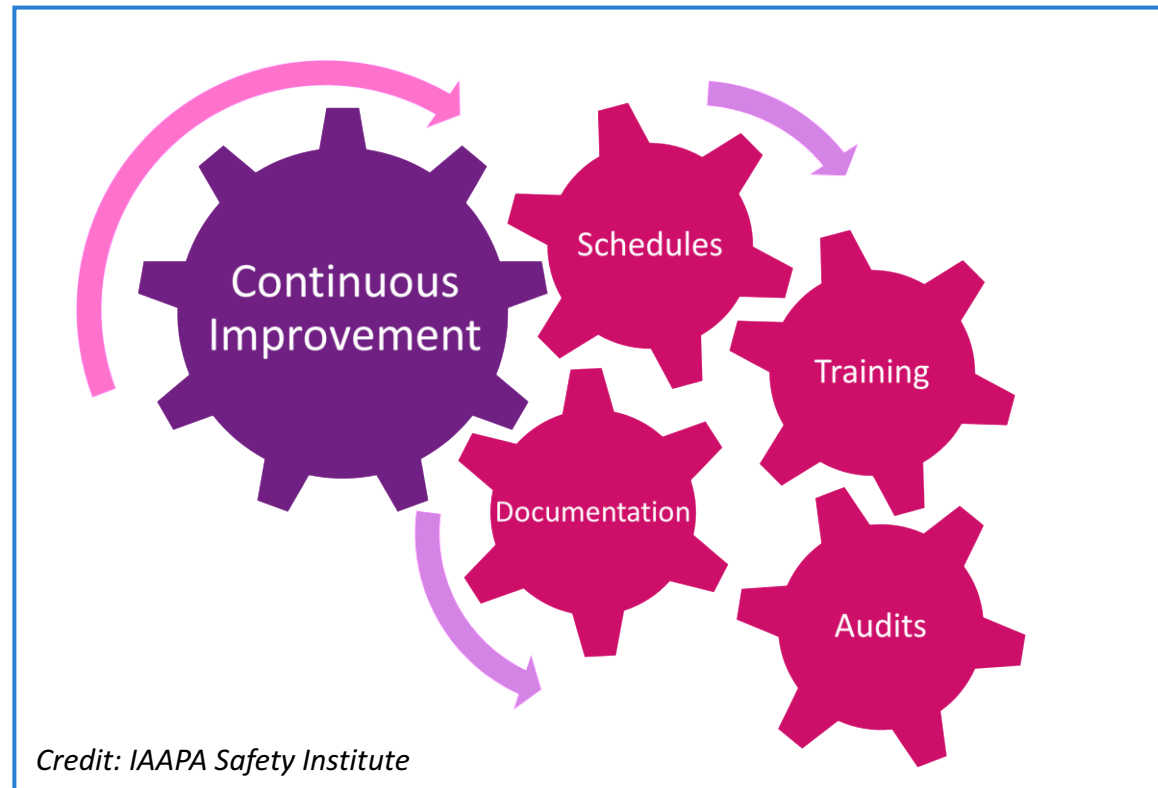 Continuous
Improvement
Schedules
Training
Documentation
Audits
Credit: IAAPA Safety Institute